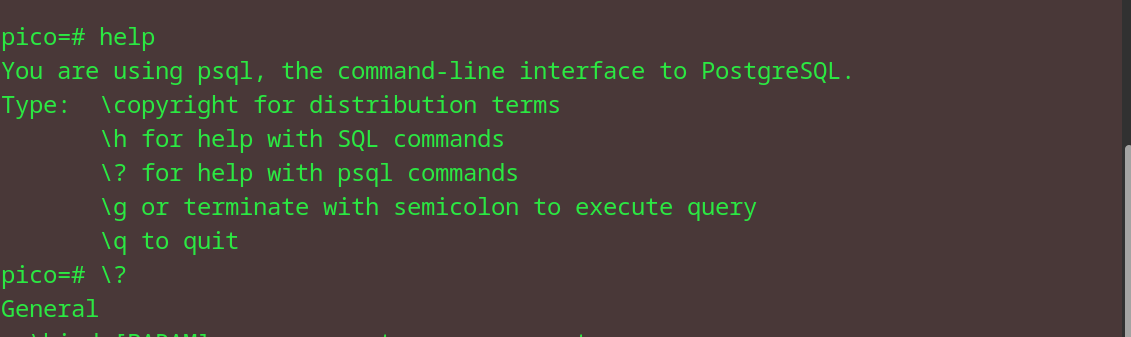 pico=# help
You are using psql, the command-line interface to PostgreSQL.
Type:  \copyright for distribution terms
       \h for help with SQL commands
       \? for help with psql commands
       \g or terminate with semicolon to execute query
       \q to quit
pico=# \?
General
\bind [PARAM]